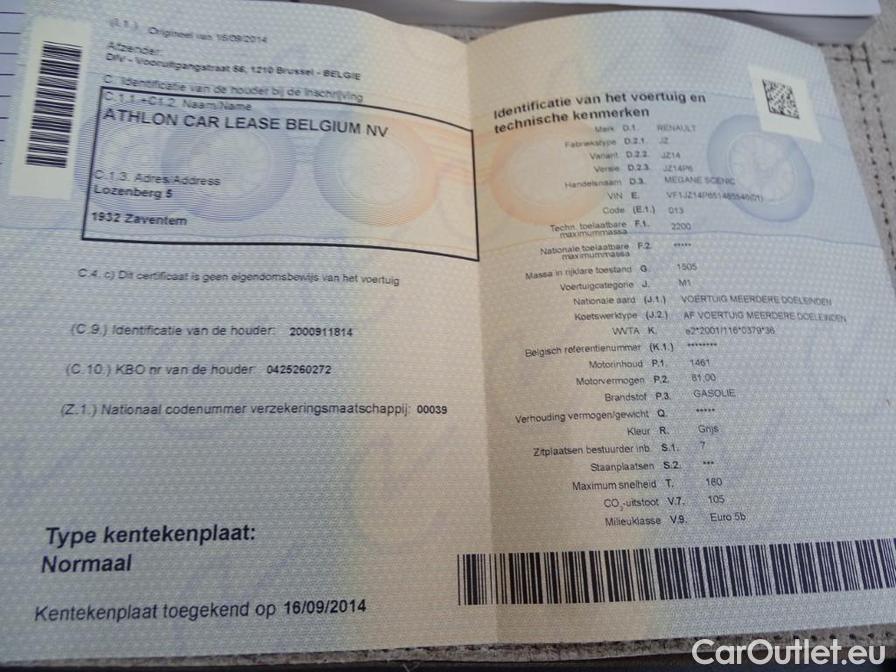 (I.1.) Origineel van 16/09/2014
Afzender:
DIV - Vooruitgangstraat 56, 1210 Brussel - BELGIE
C. Identificatie van de houder bij de inschrijving
C.1.1.+C1.2. Naam/Name
ATHLON CAR LEASE BELGIUM NV
C.1.3. Adres/Address
Lozenberg 5
1932 Zaventem
C.4. c) Dit certificaat is geen eigendomsbewijs van het voertuig
(C.9.) Identificatie van de houder: 2000911814
(C.10.) KBO nr van de houder: 0425260272
(Z.1.) Nationaal codenummer verzekeringsmaatschappij: 00039
Type kentekenplaat:
Normaal
Kentekenplaat toegekend op 16/09/2014
Identificatie van het voertuig en
technische kenmerken
Merk D.1. RENAULT
Fabriekstype D.2.1. JZ
Variant D.2.2. JZ14
Versie D.2.3. JZ14P6
Handelsnaam D.3. MEGANE SCENIC
VIN E. VF1JZ14P651485546(01)
Code (E.1.) 013
Techn. toelaatbare F.1. 2200
maximummassa
Nationale toelaatbare F.2. *****
maximummassa
Massa in rijklare toestand G. 1505
Voertuigcategorie J. M1
Nationale aard (J.1.) VOERTUIG MEERDERE DOELEINDEN
Koetswerktype (J.2.) AF VOERTUIG MEERDERE DOELEINDEN
WVTA K. e2*2001/116*0379*36
Belgisch referentienummer (K.1.) ********
Motorinhoud P.1. 1461
Motorvermogen P.2. 81,00
Brandstof P.3. GASOLIE
Verhouding vermogen/gewicht Q. *****
Kleur R. Grijs
Zitplaatsen bestuurder inb. S.1. 7
Staanplaatsen S.2. ***
Maximum snelheid T. 180
CO2-uitstoot V.7. 105
Milieuklasse V.9. Euro 5b
CarOutlet.eu